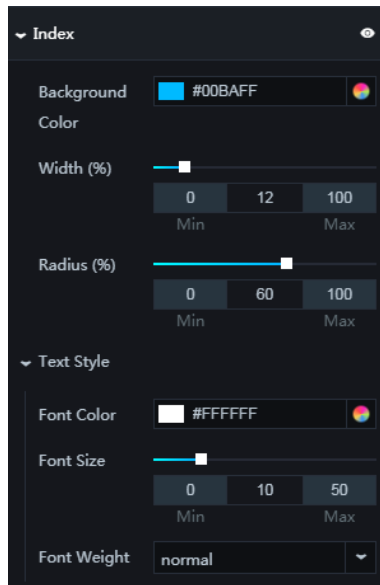 Index
Background #00BAFF
Color
Width (%)
0 12 100
Min Max
Radius (%)
0 60 100
Min Max
Text Style
Font Color #FFFFFF
Font Size
0 10 50
Min Max
Font Weight normal